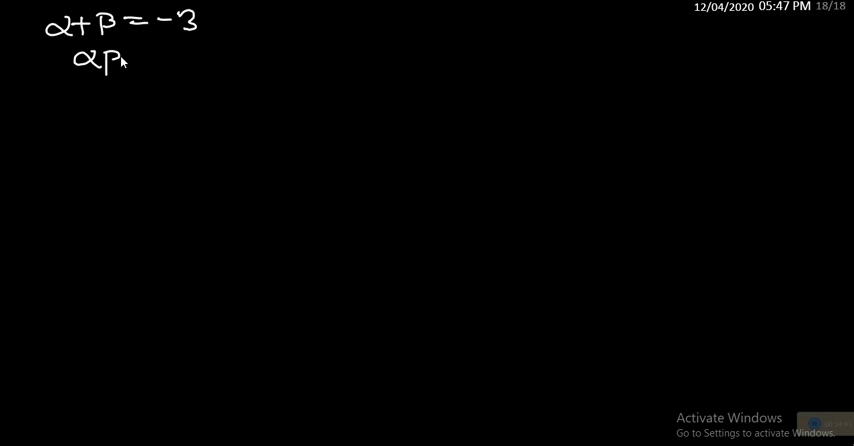 12/04/2020 05:47 PM 18/18
α+β = -3
αβ
Activate Windows
Go to Settings to activate Windows.